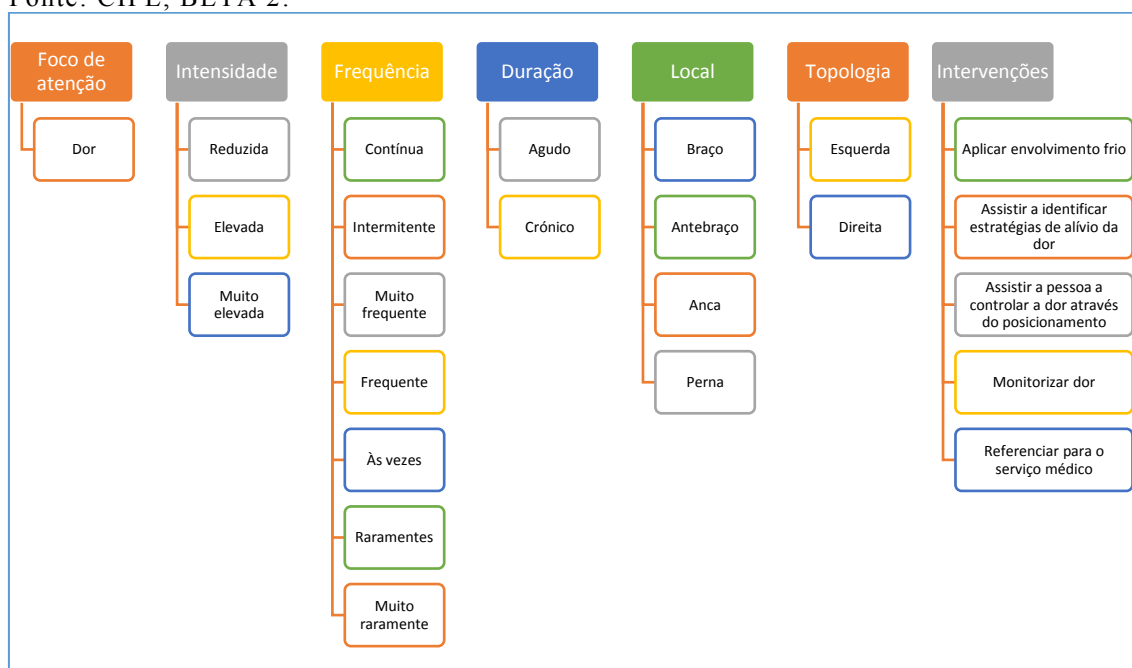 Fonte: CIPE, BETA 2.
Foco de
atenção
Dor
Intensidade
Reduzida
Elevada
Muito
elevada
Frequência
Contínua
Intermitente
Muito
frequente
Frequente
Às vezes
Raramentes
Muito
raramente
Duração
Agudo
Crónico
Local
Braço
Antebraço
Anca
Perna
Topologia
Esquerda
Direita
Intervenções
Aplicar envolvimento frio
Assistir a identificar
estratégias de alívio da
dor
Assistir a pessoa a
controlar a dor através
do posicionamento
Monitorizar dor
Referenciar para o
serviço médico